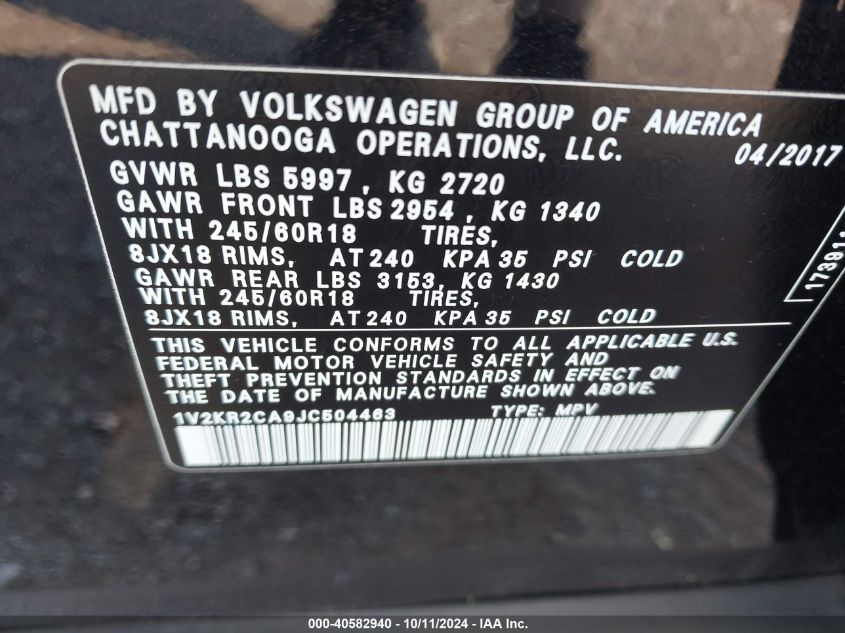 MFD BY VOLKSWAGEN GROUP OF AMERICA
CHATTANOOGA OPERATIONS, LLC. 04/2017
GVWR LBS 5997, KG 2720
GAWR FRONT LBS 2954, KG 1340
WITH 245/60R18 TIRES,
8JX18 RIMS, AT 240 KPA 35 PSI COLD
GAWR REAR LBS 3153, KG 1430
WITH 245/60R18 TIRES,
8JX18 RIMS, AT 240 KPA 35 PSI COLD
THIS VEHICLE CONFORMS TO ALL APPLICABLE U.S.
FEDERAL MOTOR VEHICLE SAFETY AND
THEFT PREVENTION STANDARDS IN EFFECT ON
THE DATE OF MANUFACTURE SHOWN ABOVE.
1V2KR2CA9JC504463 TYPE: MPV
000-40582940 - 10/11/2024 - IAA Inc.